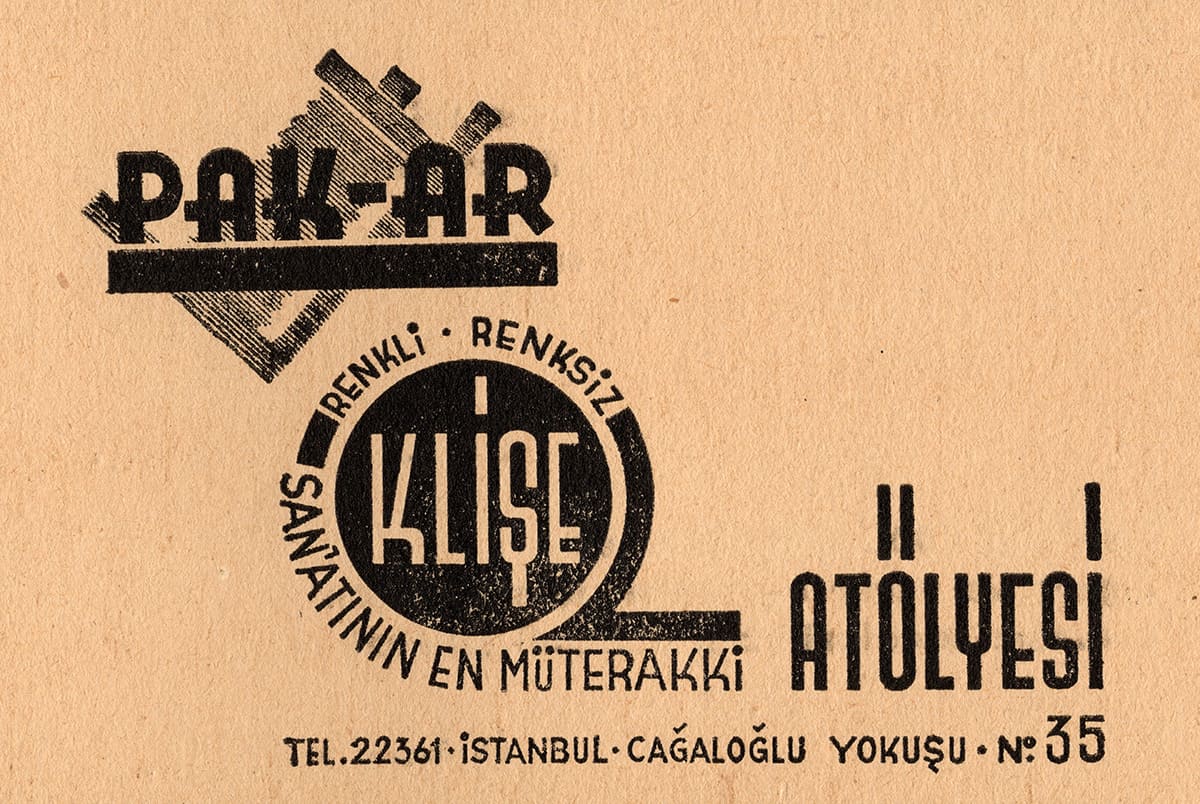 PAK-AR
RENKLİ · RENKSİZ
KLİŞE
SAN'ATININ EN MÜTERAKKİ
ATÖLYESİ
TEL.22361·İSTANBUL·CAĞALOĞLU YOKUŞU·No: 35